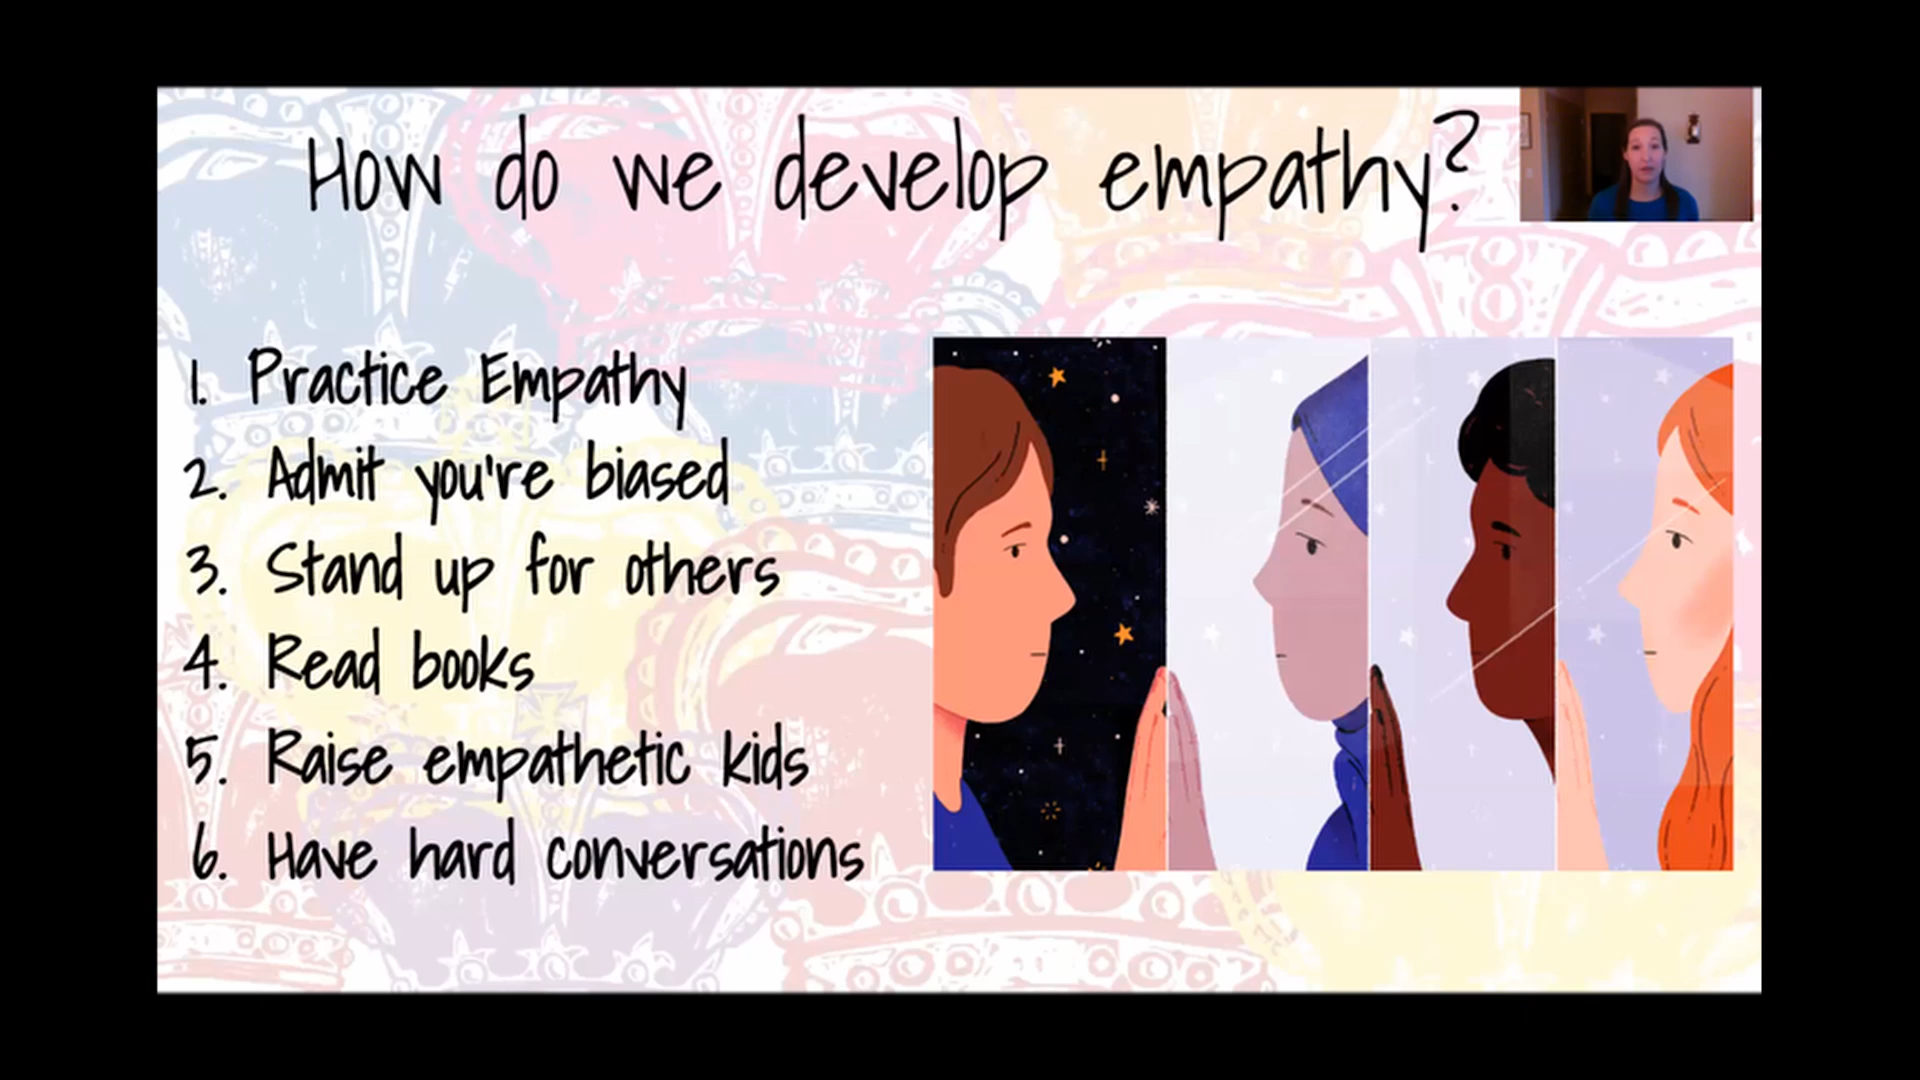 How do we develop empathy?
1. Practice Empathy
2. Admit you're biased
3. Stand up for others
4. Read books
5. Raise empathetic kids
6. Have hard conversations